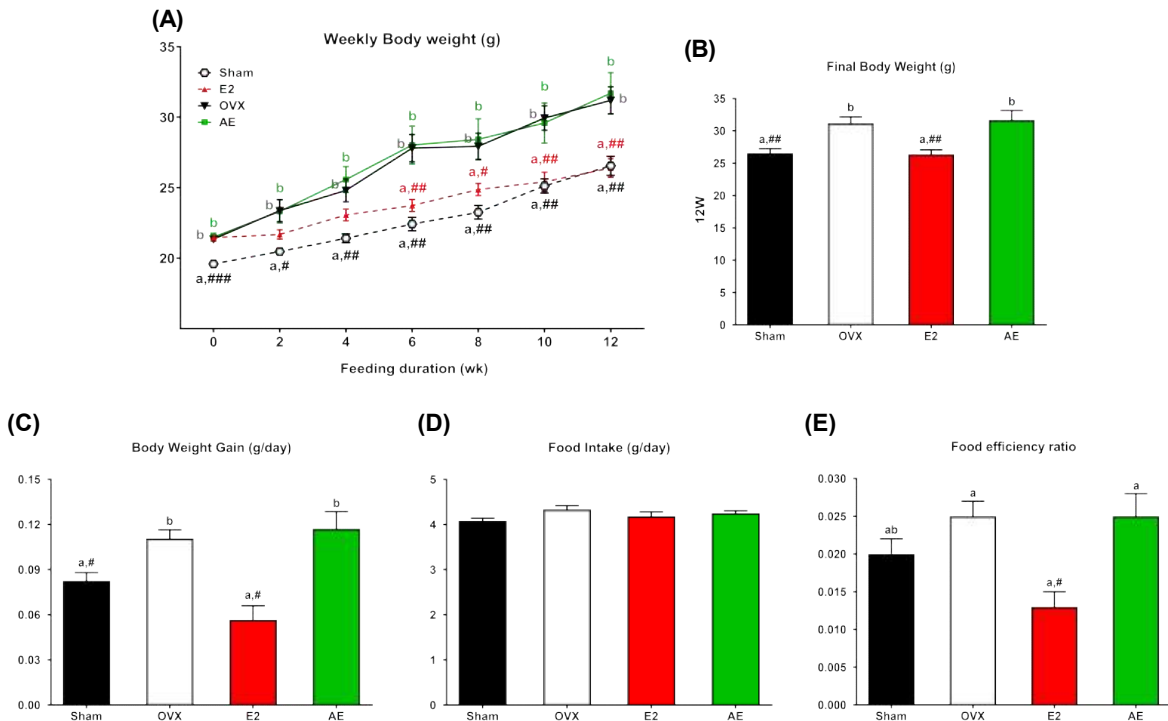 (A)
Weekly Body weight (g)
35
30
25
20
Sham
E2
OVX
AE
b b b b b b b
b b b b b b b
a,## a,# a,## a,##
a,### a,# a,## a,## a,## a,## a,##
0 2 4 6 8 10 12
Feeding duration (wk)
(B)
Final Body Weight (g)
12W
35
30
25
20
15
10
5
0
a,## b a,## b
Sham OVX E2 AE
(C)
Body Weight Gain (g/day)
0.15
0.12
0.09
0.06
0.03
0.00
a,# b a,# b
Sham OVX E2 AE
(D)
Food Intake (g/day)
5
4
3
2
1
0
Sham OVX E2 AE
(E)
Food efficiency ratio
0.030
0.025
0.020
0.015
0.010
0.005
0.000
ab a a,# a
Sham OVX E2 AE